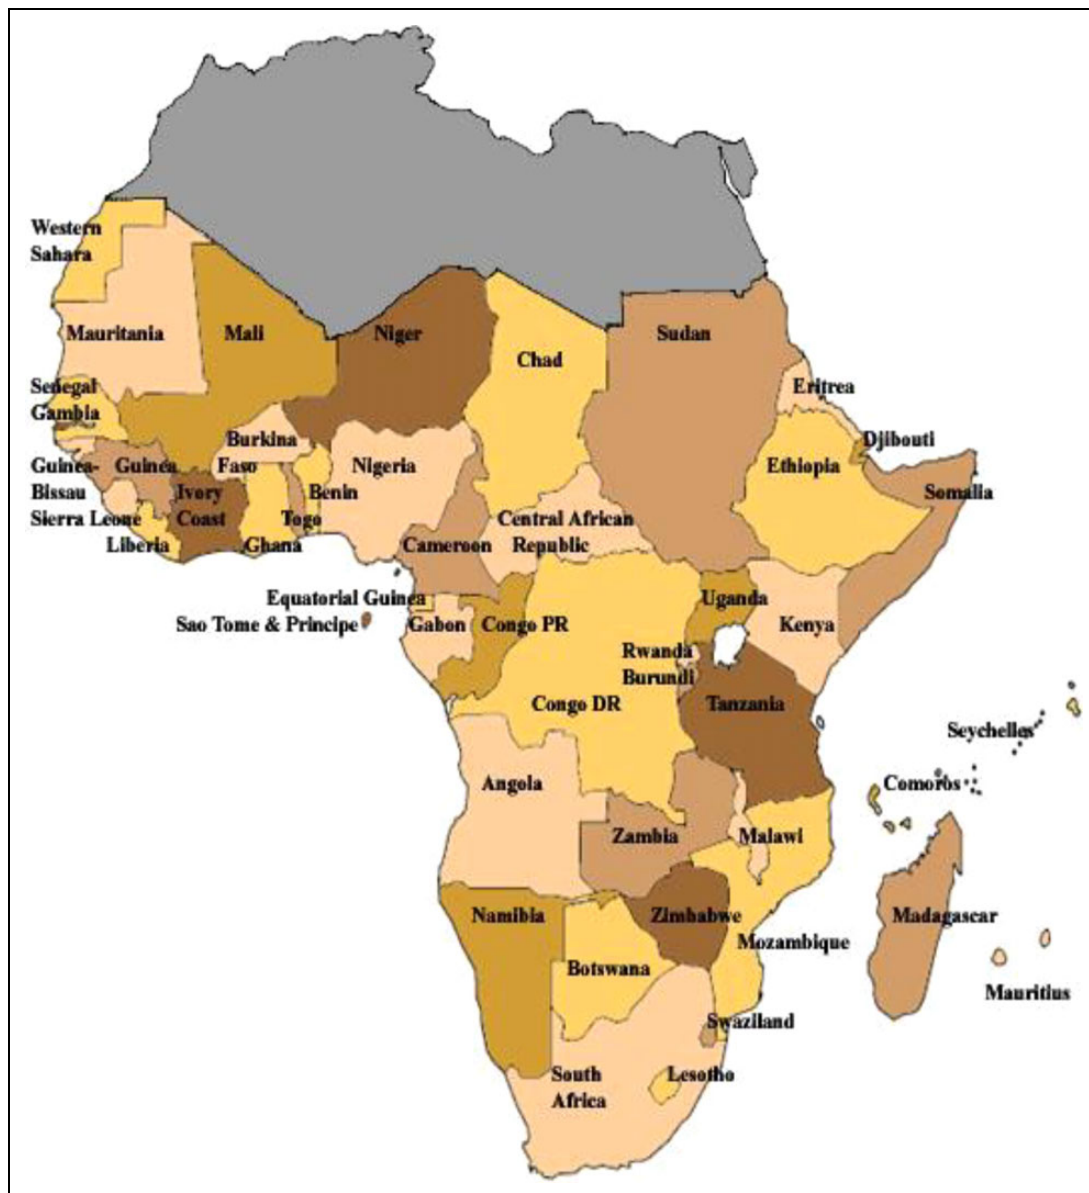 Western
Sahara
Mauritania
Mali
Niger
Chad
Sudan
Eritrea
Senegal
Gambia
Djibouti
Burkina
Faso
Guinea-
Bissau
Guinea
Ivory
Coast
Nigeria
Benin
Togo
Ghana
Sierra Leone
Liberia
Ethiopia
Somalia
Central African
Republic
Cameroon
Equatorial Guinea
Sao Tome & Principe
Gabon
Congo PR
Uganda
Kenya
Rwanda
Burundi
Congo DR
Tanzania
Seychelles
Comoros
Angola
Zambia
Malawi
Namibia
Zimbabwe
Madagascar
Mozambique
Botswana
Mauritius
Swaziland
South
Africa
Lesotho